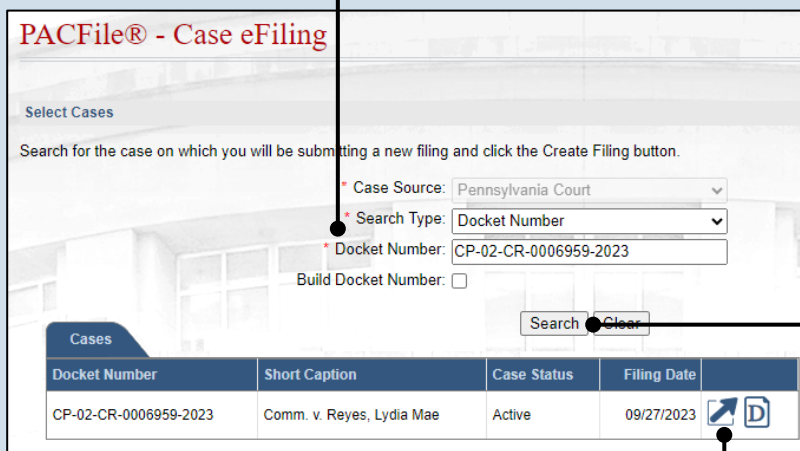 PACFile® - Case eFiling
Select Cases
Search for the case on which you will be submitting a new filing and click the Create Filing button.
* Case Source: Pennsylvania Court
* Search Type: Docket Number
* Docket Number: CP-02-CR-0006959-2023
Build Docket Number:
Search Clear
Cases
Docket Number Short Caption Case Status Filing Date
CP-02-CR-0006959-2023 Comm. v. Reyes, Lydia Mae Active 09/27/2023 D